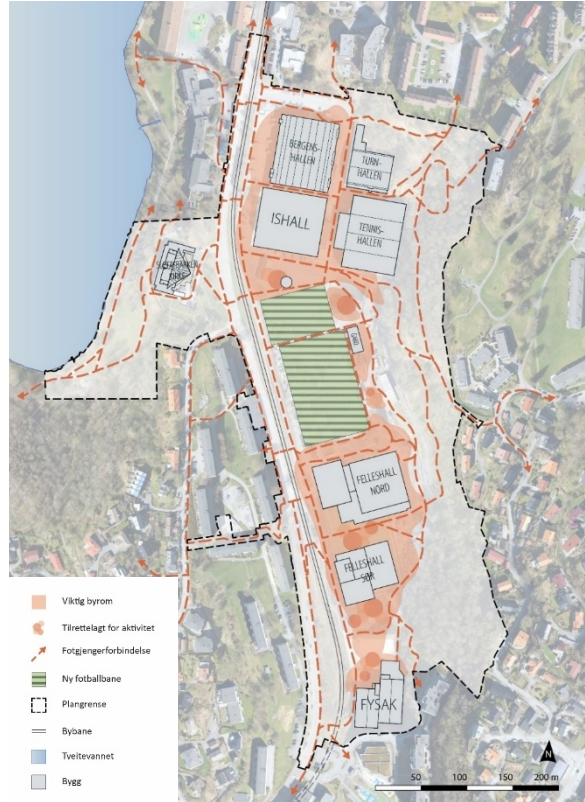 BERGENS-
HALLEN
TURN-
HALLEN
ISHALL
TENNIS-
HALLEN
FELLESHALL
NORD
FELLESHALL
SØR
FYSAK
Viktig byrom
Tilrettelagt for aktivitet
Fotgjengerforbindelse
Ny fotballbane
Plangrense
Bybane
Tveitevannet
Bygg
N
50 100 150 200 m